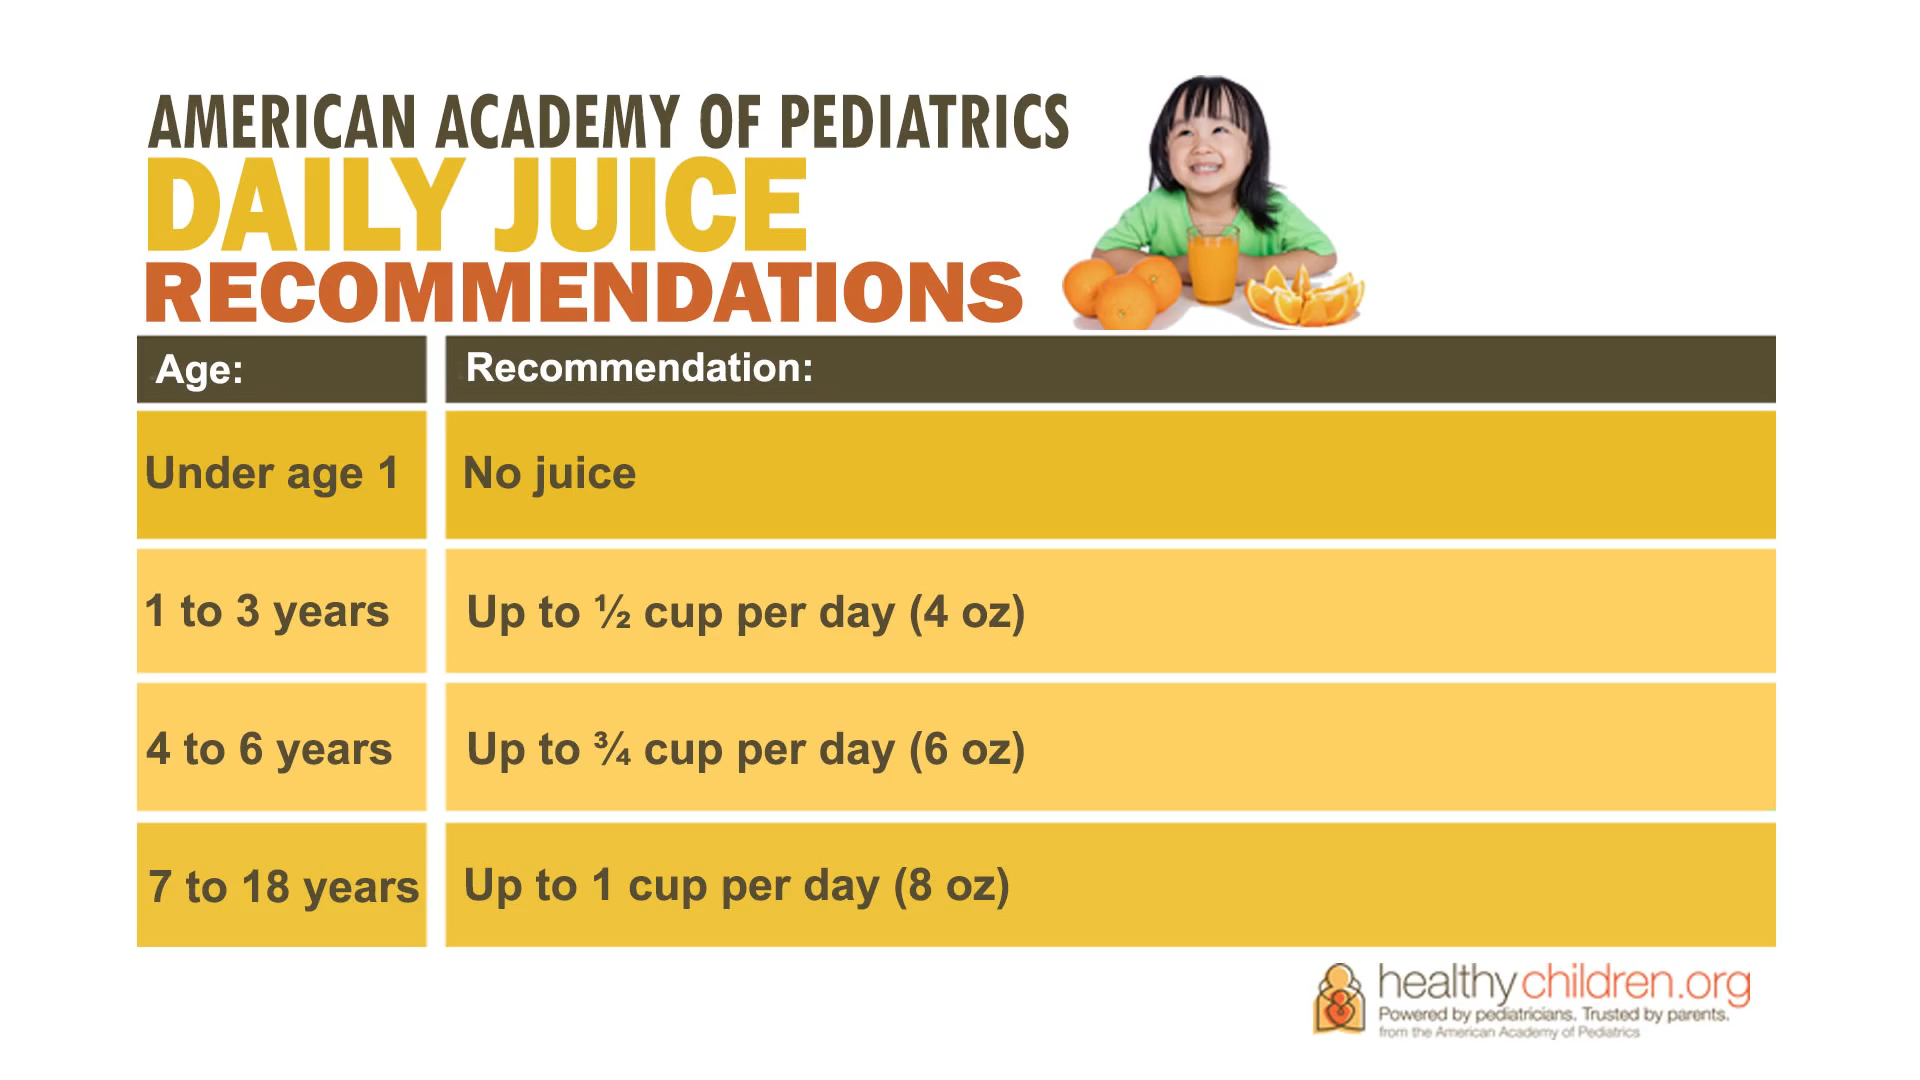 AMERICAN ACADEMY OF PEDIATRICS
DAILY JUICE
RECOMMENDATIONS
Age: Recommendation:
Under age 1 No juice
1 to 3 years Up to ½ cup per day (4 oz)
4 to 6 years Up to ¾ cup per day (6 oz)
7 to 18 years Up to 1 cup per day (8 oz)
healthychildren.org
Powered by pediatricians. Trusted by parents.
from the American Academy of Pediatrics